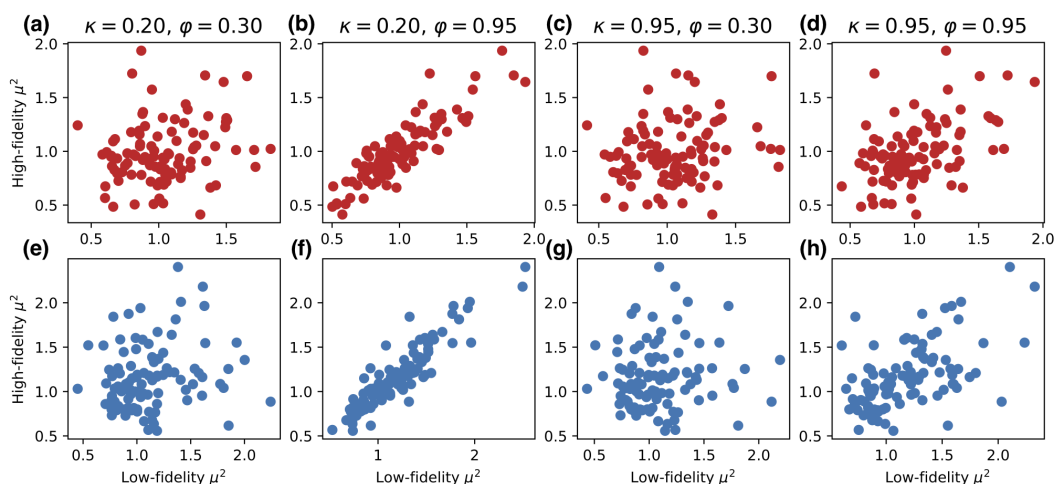 (a) κ = 0.20, φ = 0.30
(b) κ = 0.20, φ = 0.95
(c) κ = 0.95, φ = 0.30
(d) κ = 0.95, φ = 0.95
High-fidelity μ²
2.0
1.5
1.0
0.5
0.5 1.0 1.5
0.5 1.0 1.5 2.0
0.5 1.0 1.5
0.5 1.0 1.5 2.0
(e)
(f)
(g)
(h)
High-fidelity μ²
2.5
2.0
1.5
1.0
0.5
0.5 1.0 1.5 2.0
1 2
0.5 1.0 1.5 2.0
1.0 1.5 2.0
Low-fidelity μ²
Low-fidelity μ²
Low-fidelity μ²
Low-fidelity μ²